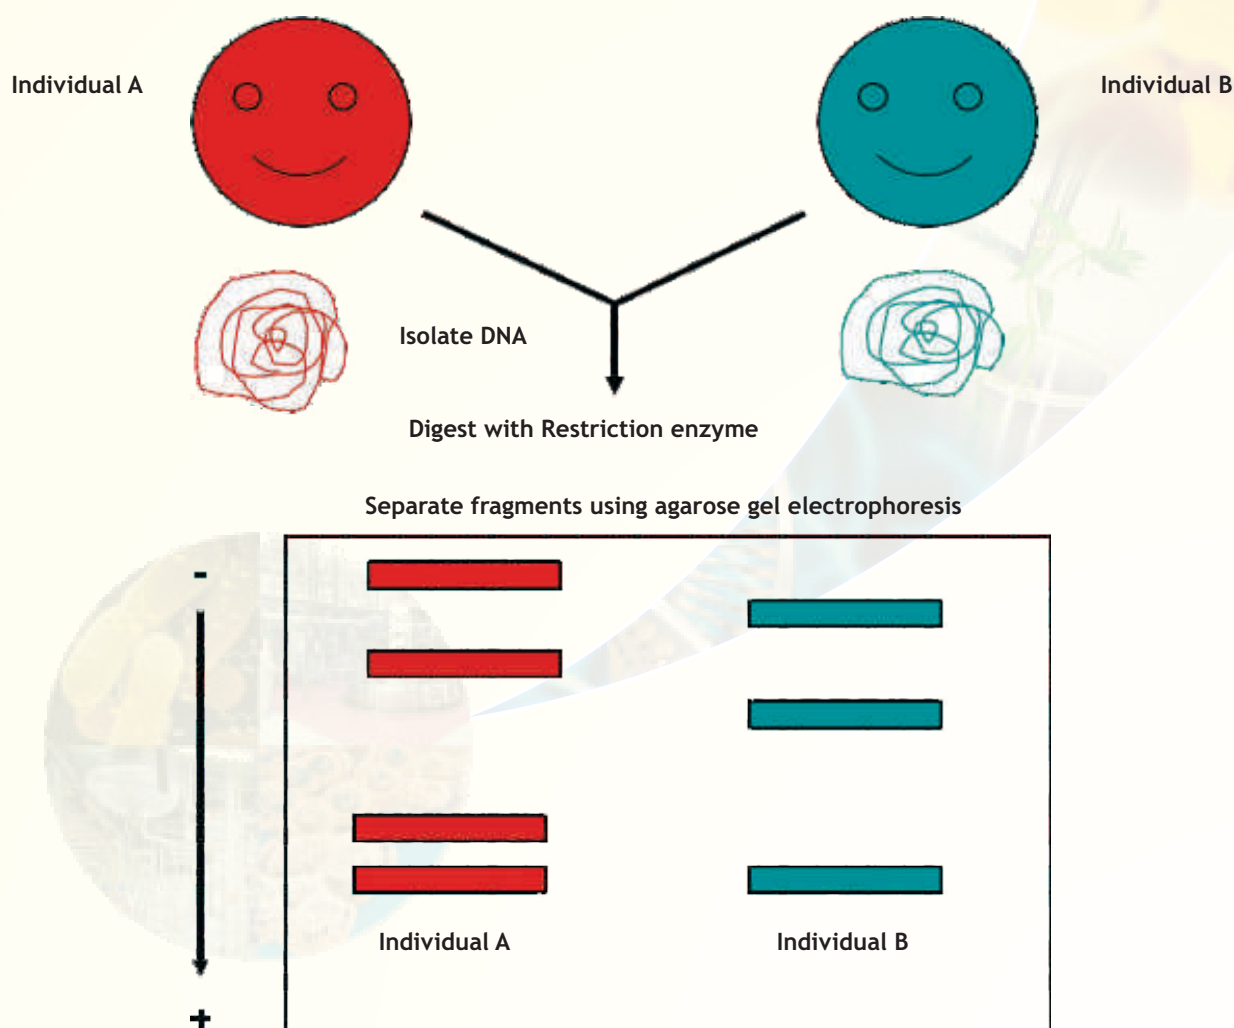 Individual A
Individual B
Isolate DNA
Digest with Restriction enzyme
Separate fragments using agarose gel electrophoresis
-
Individual A
Individual B
+